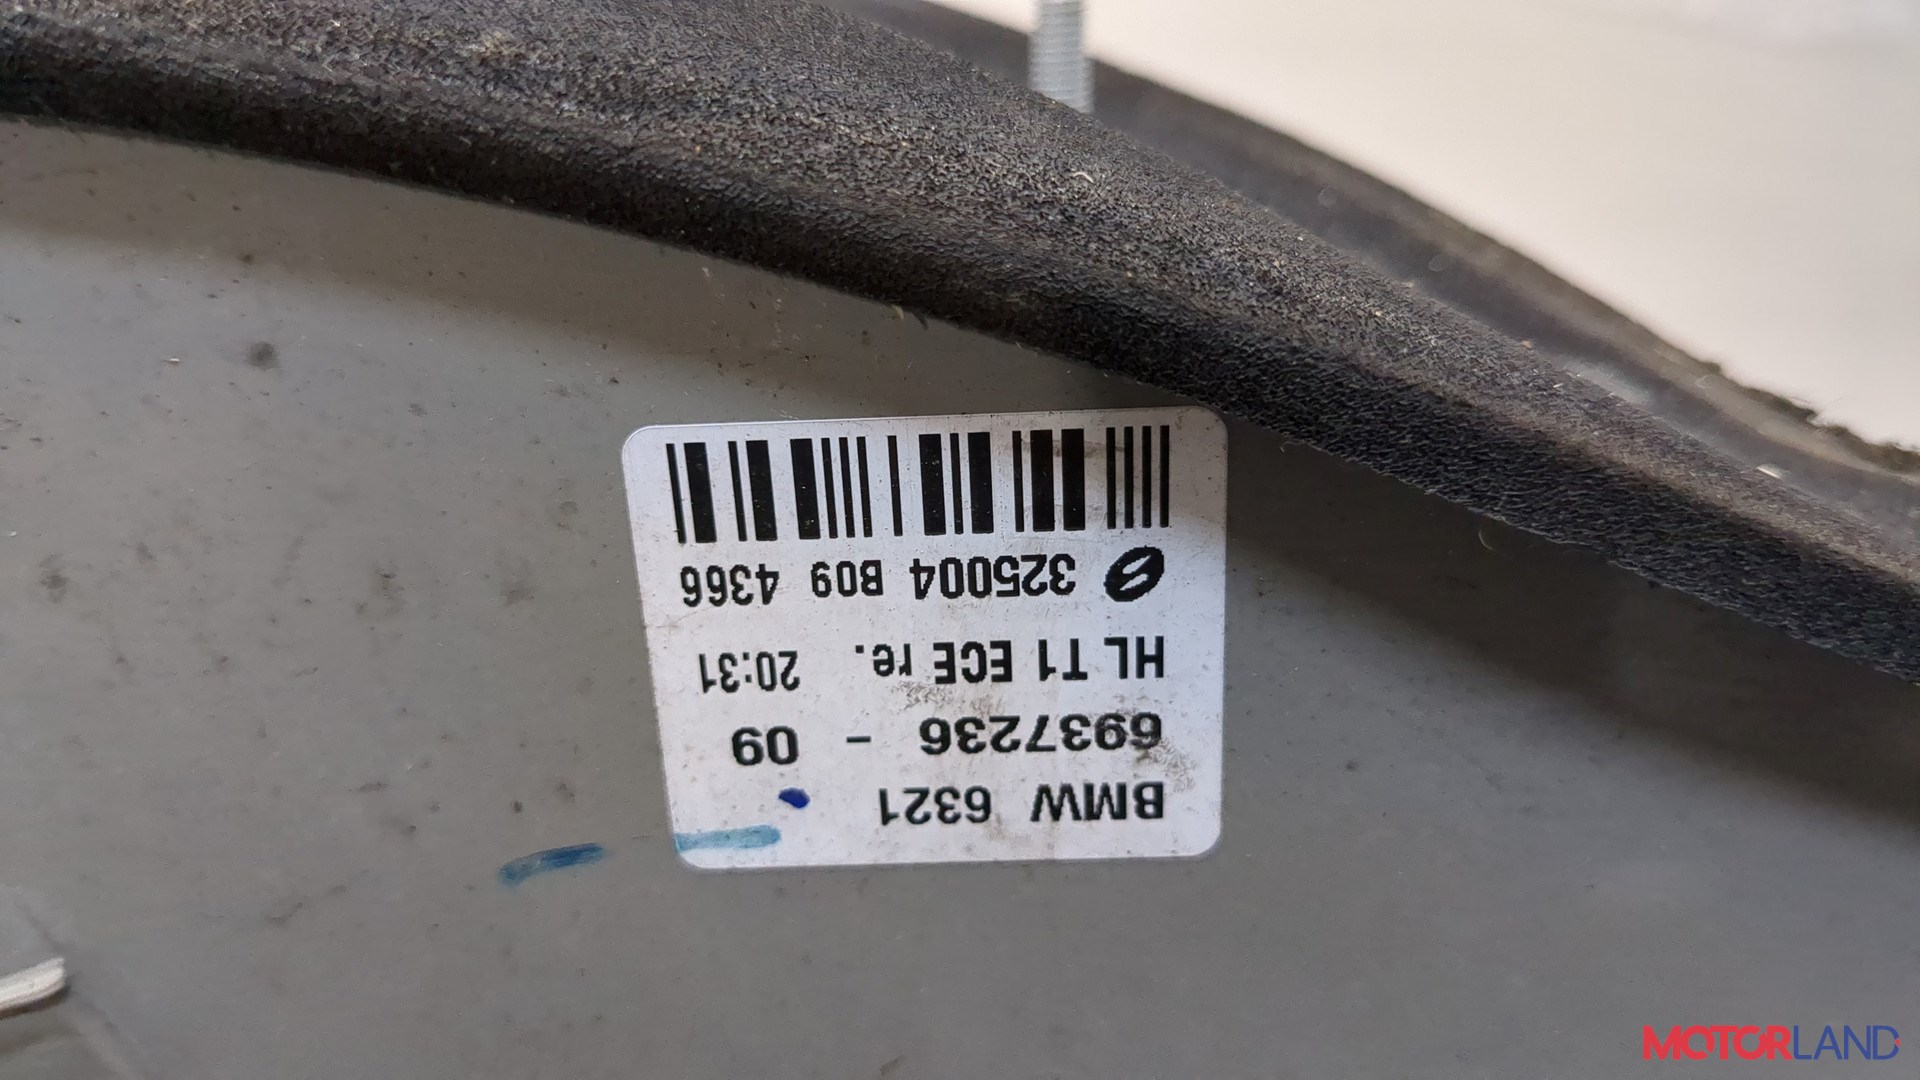 BMW 6321
6937236 - 09
HL T1 ECE re. 20:31
325004 B09 4366
MOTORLAND